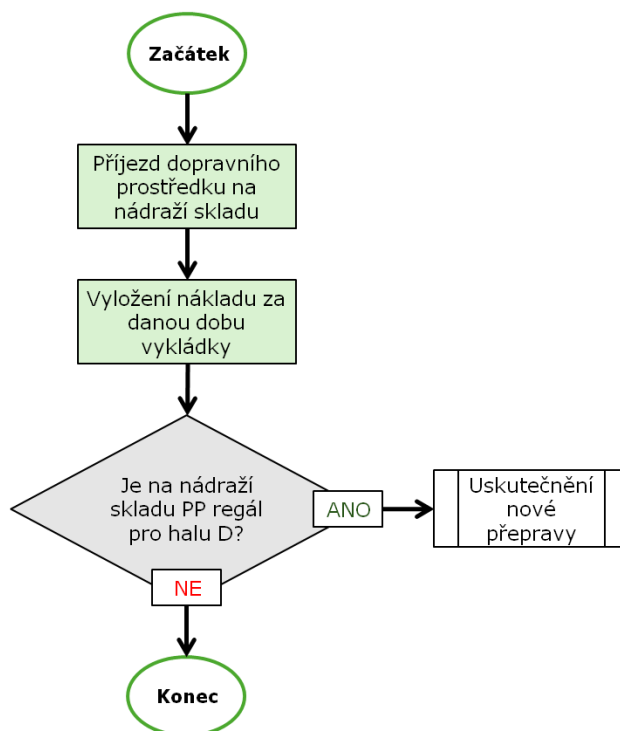 Začátek
Příjezd dopravního
prostředku na
nádraží skladu
Vyložení nákladu za
danou dobu
vykládky
Je na nádraží
skladu PP regál
pro halu D?
ANO
Uskutečnění
nové
přepravy
NE
Konec